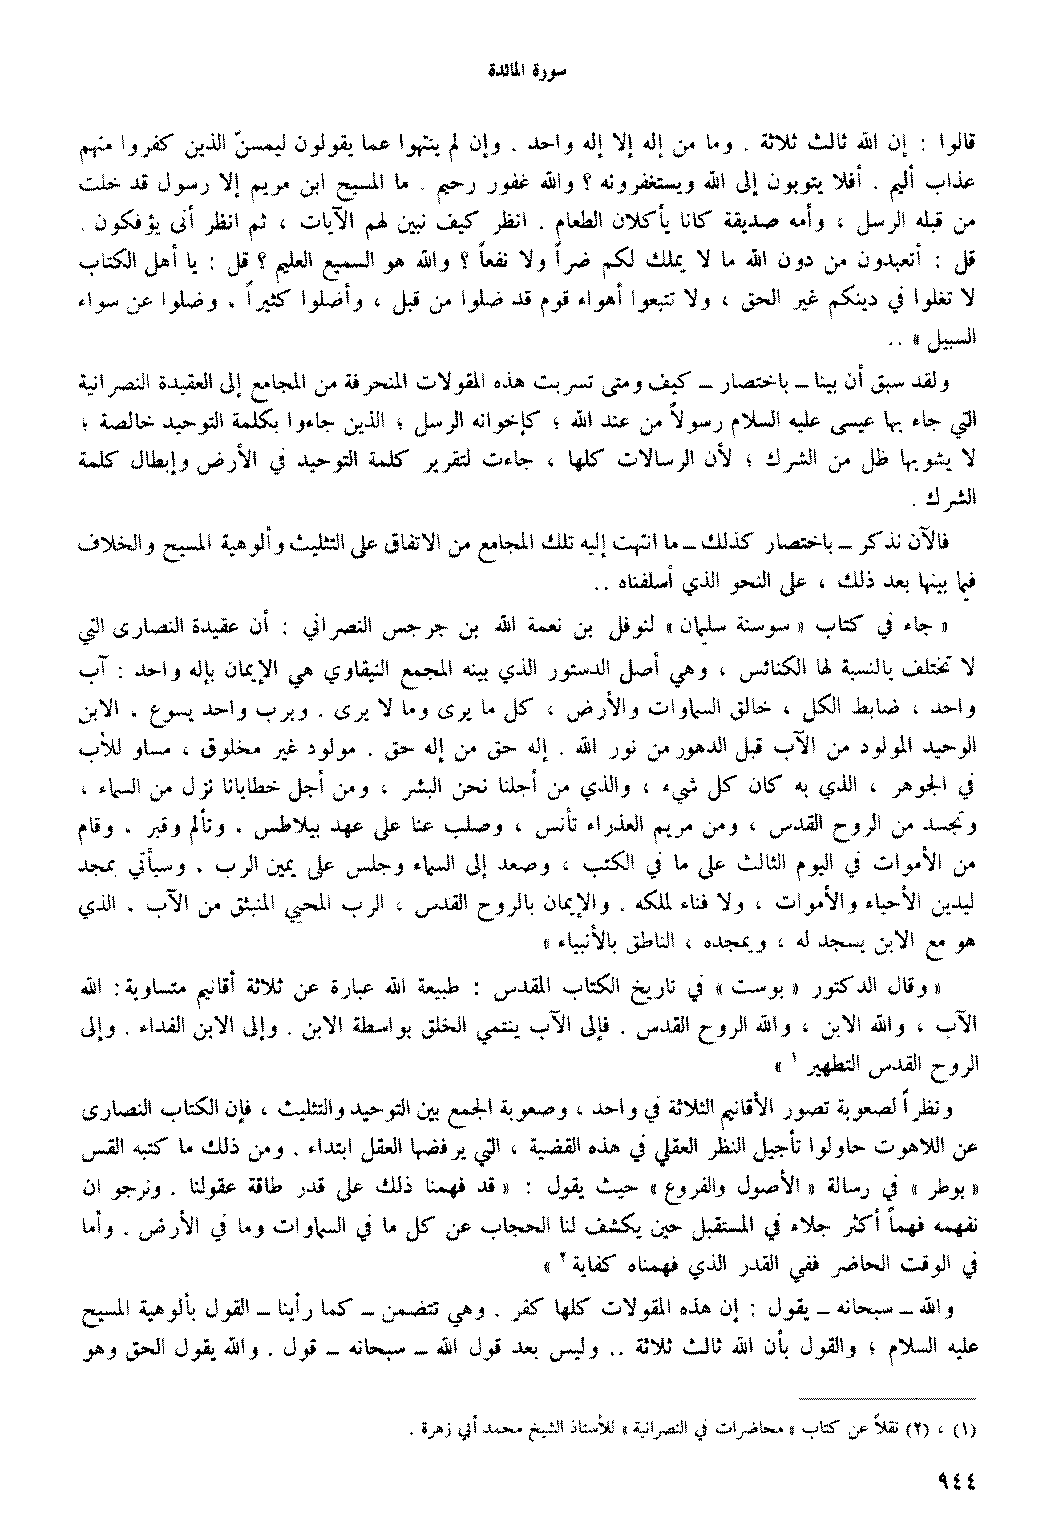 سورة المائدة
قالوا : إن الله ثالث ثلاثة . وما من إله إلا إله واحد . وإن لم ينتهوا عما يقولون ليمسنّ الذين كفروا منهم
عذاب أليم . أفلا يتوبون إلى الله ويستغفرونه ؟ والله غفور رحيم . ما المسيح ابن مريم إلا رسول قد خلت
من قبله الرسل ، وأمه صديقة كانا يأكلان الطعام . انظر كيف نبين لهم الآيات ، ثم انظر أنى يؤفكون .
قل : أتعبدون من دون الله ما لا يملك لكم ضراً ولا نفعاً ؟ والله هو السميع العليم ؟ قل : يا أهل الكتاب
لا تغلوا في دينكم غير الحق ، ولا تتبعوا أهواء قوم قد ضلوا من قبل ، وأضلوا كثيراً . وضلوا عن سواء
السبيل » ..
ولقد سبق أن بينا – باختصار – كيف ومتى تسربت هذه المقولات المنحرفة من المجامع إلى العقيدة النصرانية
التي جاء بها عيسى عليه السلام رسولاً من عند الله ؛ كإخوانه الرسل ؛ الذين جاءوا بكلمة التوحيد خالصة ؛
لا يشوبها ظل من الشرك ؛ لأن الرسالات كلها ، جاءت لتقرير كلمة التوحيد في الأرض وإبطال كلمة
الشرك .
فالآن نذكر – باختصار كذلك – ما انتهت إليه تلك المجامع من الاتفاق على التثليث وألوهية المسيح والخلاف
فيما بينها بعد ذلك ، على النحو الذي أسلفناه ..
« جاء في كتاب « سوسنة سليمان » لنوفل بن نعمة الله بن جرجس النصراني : أن عقيدة النصارى التي
لا تختلف بالنسبة لها الكنائس ، وهي أصل الدستور الذي بينه المجمع النيقاوي هي الإيمان بإله واحد : آب
واحد ، ضابط الكل ، خالق السماوات والأرض ، كل ما يرى وما لا يرى . وبرب واحد يسوع . الابن
الوحيد المولود من الآب قبل الدهور من نور الله . إله حق من إله حق . مولود غير مخلوق ، مساو للأب
في الجوهر ، الذي به كان كل شيء ، والذي من أجلنا نحن البشر ، ومن أجل خطايانا نزل من السماء ،
وتجسد من الروح القدس ، ومن مريم العذراء تأنس ، وصلب عنا على عهد بيلاطس . وتألم وقبر . وقام
من الأموات في اليوم الثالث على ما في الكتب ، وصعد إلى السماء وجلس على يمين الرب . وسيأتي بمجد
ليدين الأحياء والأموات ، ولا فناء لملكه . والإيمان بالروح القدس ، الرب المحيي المنبثق من الآب . الذي
هو مع الابن يسجد له ، ويمجده ، الناطق بالأنبياء »
« وقال الدكتور « بوست » في تاريخ الكتاب المقدس : طبيعة الله عبارة عن ثلاثة أقانيم متساوية: الله
الآب ، والله الابن ، والله الروح القدس . فإلى الآب ينتمي الخلق بواسطة الابن . وإلى الابن الفداء . وإلى
الروح القدس التطهير ١ »
ونظراً لصعوبة تصور الأقانيم الثلاثة في واحد ، وصعوبة الجمع بين التوحيد والتثليث ، فإن الكتاب النصارى
عن اللاهوت حاولوا تأجيل النظر العقلي في هذه القضية ، التي يرفضها العقل ابتداء . ومن ذلك ما كتبه القس
« بوطر » في رسالة « الأصول والفروع » حيث يقول : « قد فهمنا ذلك على قدر طاقة عقولنا . ونرجو ان
نفهمه فهماً أكثر جلاء في المستقبل حين يكشف لنا الحجاب عن كل ما في السماوات وما في الأرض . وأما
في الوقت الحاضر ففي القدر الذي فهمناه كفاية ٢ »
والله – سبحانه – يقول : إن هذه المقولات كلها كفر . وهي تتضمن – كما رأينا – القول بألوهية المسيح
عليه السلام ؛ والقول بأن الله ثالث ثلاثة .. وليس بعد قول الله – سبحانه – قول . والله يقول الحق وهو
(١) ، (٢) نقلاً عن كتاب « محاضرات في النصرانية » للأستاذ الشيخ محمد أبي زهرة .
٩٤٤